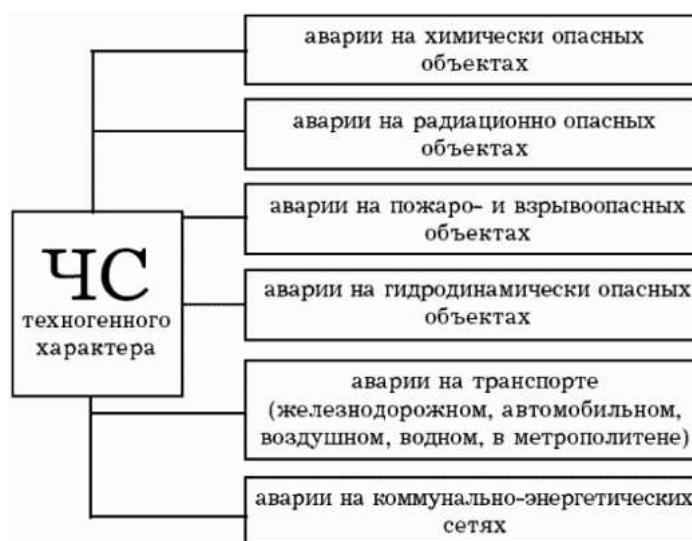 аварии на химически опасных
объектах
аварии на радиационно опасных
объектах
аварии на пожаро- и взрывоопасных
объектах
ЧС
техногенного
характера
аварии на гидродинамически опасных
объектах
аварии на транспорте
(железнодорожном, автомобильном,
воздушном, водном, в метрополитене)
аварии на коммунально-энергетических
сетях